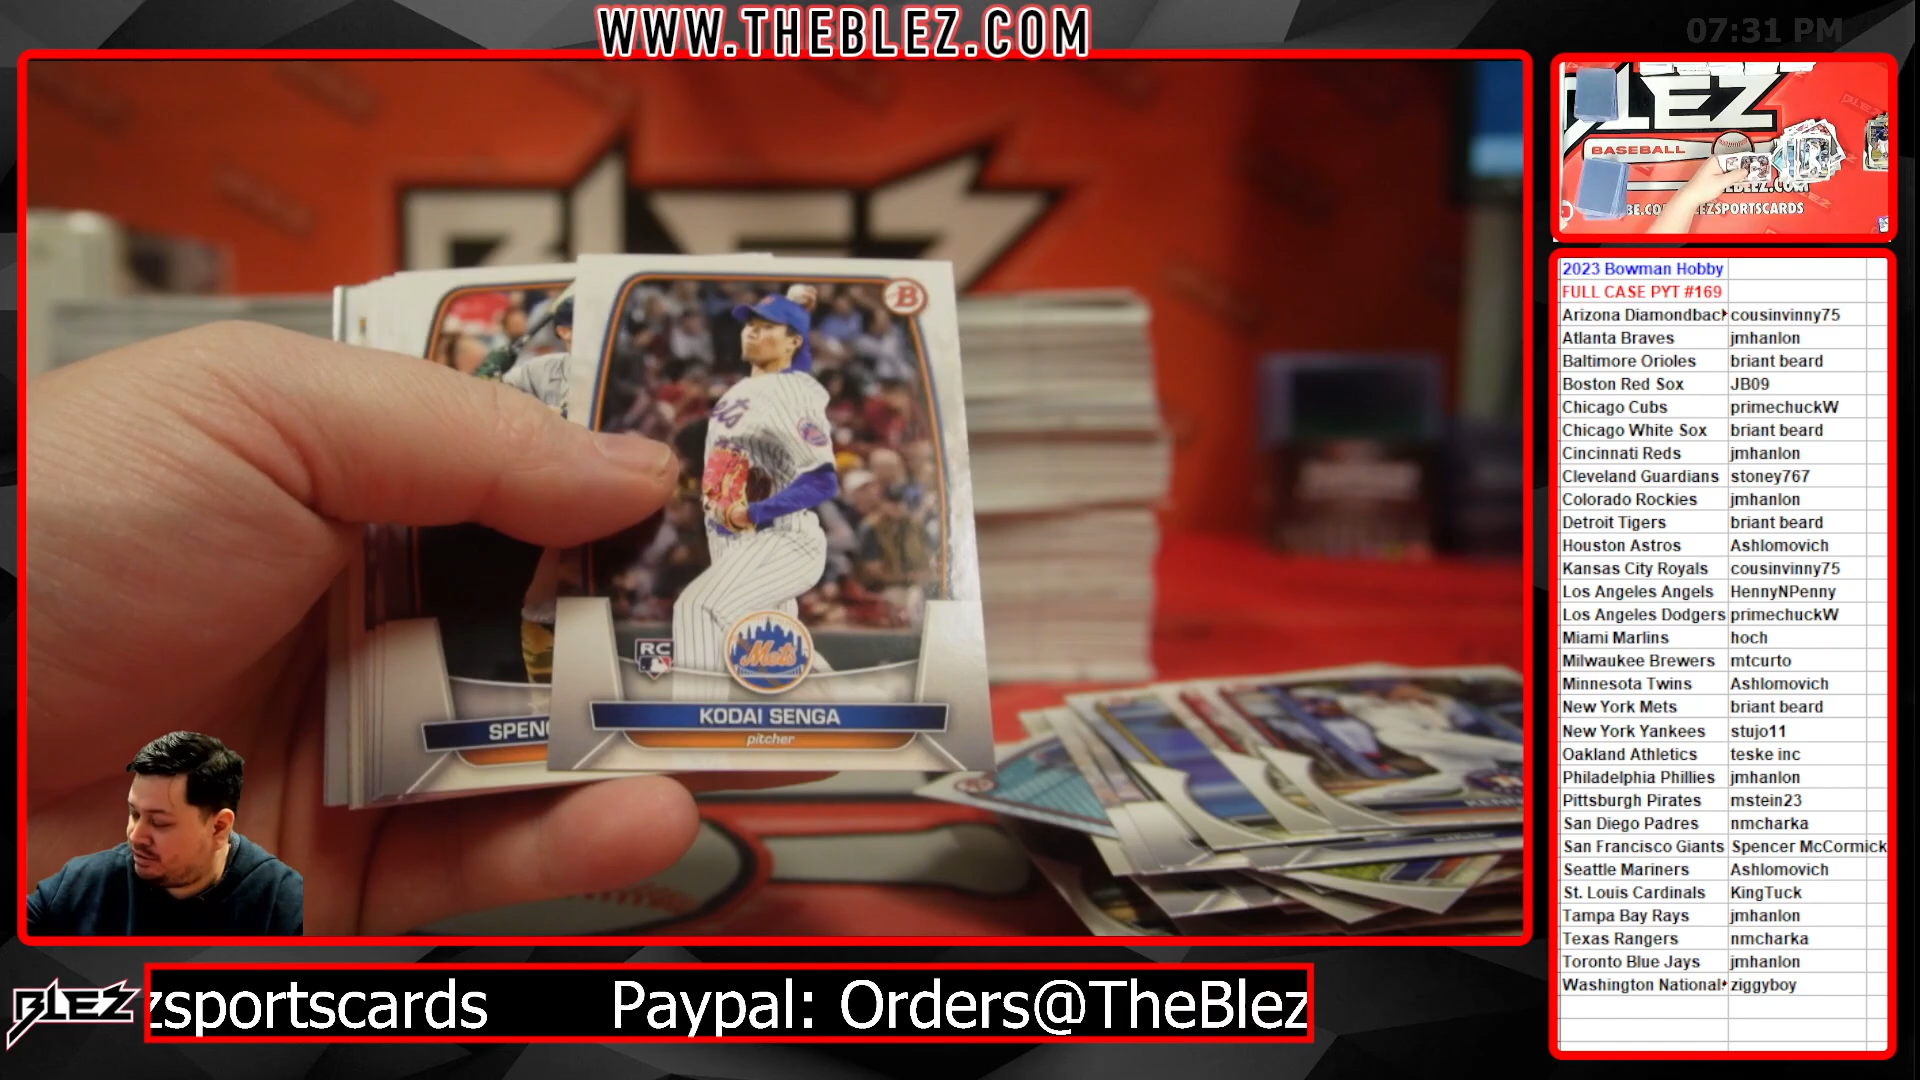 WWW.THEBLEZ.COM
07:31 PM
BLEZ
B
RC
Mets
KODAI SENGA
pitcher
SPEN
LEZ
BASEBALL
EZSPORTSCARDS
2023 Bowman Hobby
FULL CASE PYT #169
Arizona Diamondbac cousinvinny75
Atlanta Braves jmhanlon
Baltimore Orioles briant beard
Boston Red Sox JB09
Chicago Cubs primechuckW
Chicago White Sox briant beard
Cincinnati Reds jmhanlon
Cleveland Guardians stoney767
Colorado Rockies jmhanlon
Detroit Tigers briant beard
Houston Astros Ashlomovich
Kansas City Royals cousinvinny75
Los Angeles Angels HennyNPenny
Los Angeles Dodgers primechuckW
Miami Marlins hoch
Milwaukee Brewers mtcurto
Minnesota Twins Ashlomovich
New York Mets briant beard
New York Yankees stujo11
Oakland Athletics teske inc
Philadelphia Phillies jmhanlon
Pittsburgh Pirates mstein23
San Diego Padres nmcharka
San Francisco Giants Spencer McCormick
Seattle Mariners Ashlomovich
St. Louis Cardinals KingTuck
Tampa Bay Rays jmhanlon
Texas Rangers nmcharka
Toronto Blue Jays jmhanlon
Washington National ziggyboy
BLEZ
zsportscards Paypal: Orders@TheBlez